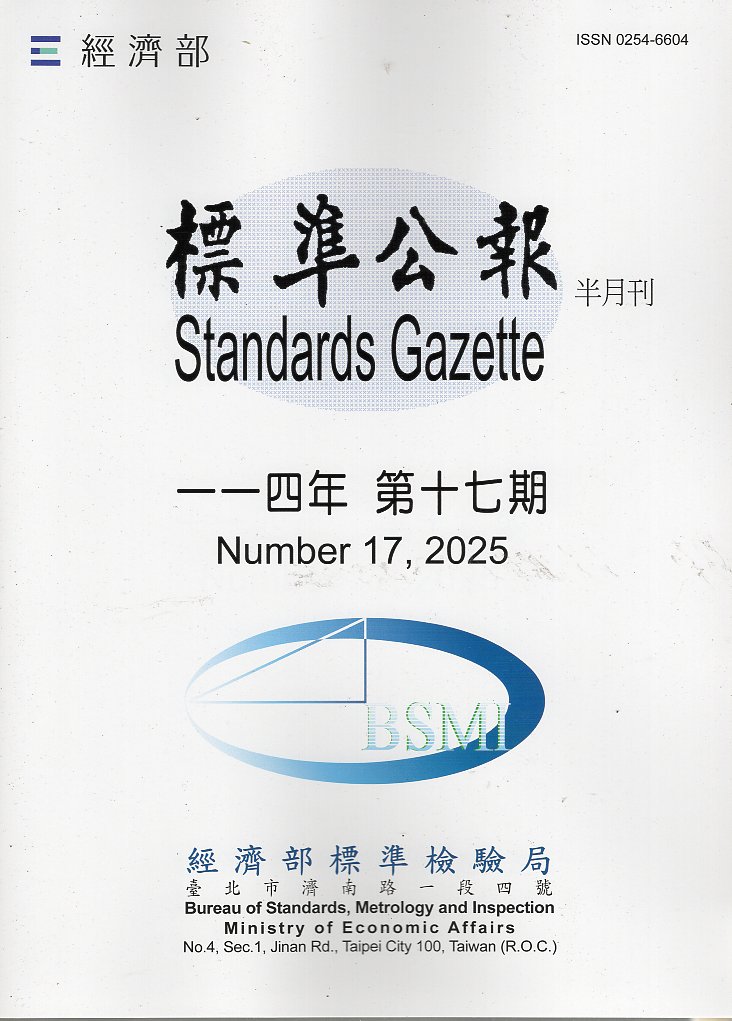 經濟部
ISSN 0254-6604
標準公報
半月刊
Standards Gazette
一一四年 第十七期
Number 17, 2025
BSMI
經濟部標準檢驗局
臺北市濟南路一段四號
Bureau of Standards, Metrology and Inspection
Ministry of Economic Affairs
No.4, Sec.1, Jinan Rd., Taipei City 100, Taiwan (R.O.C.)